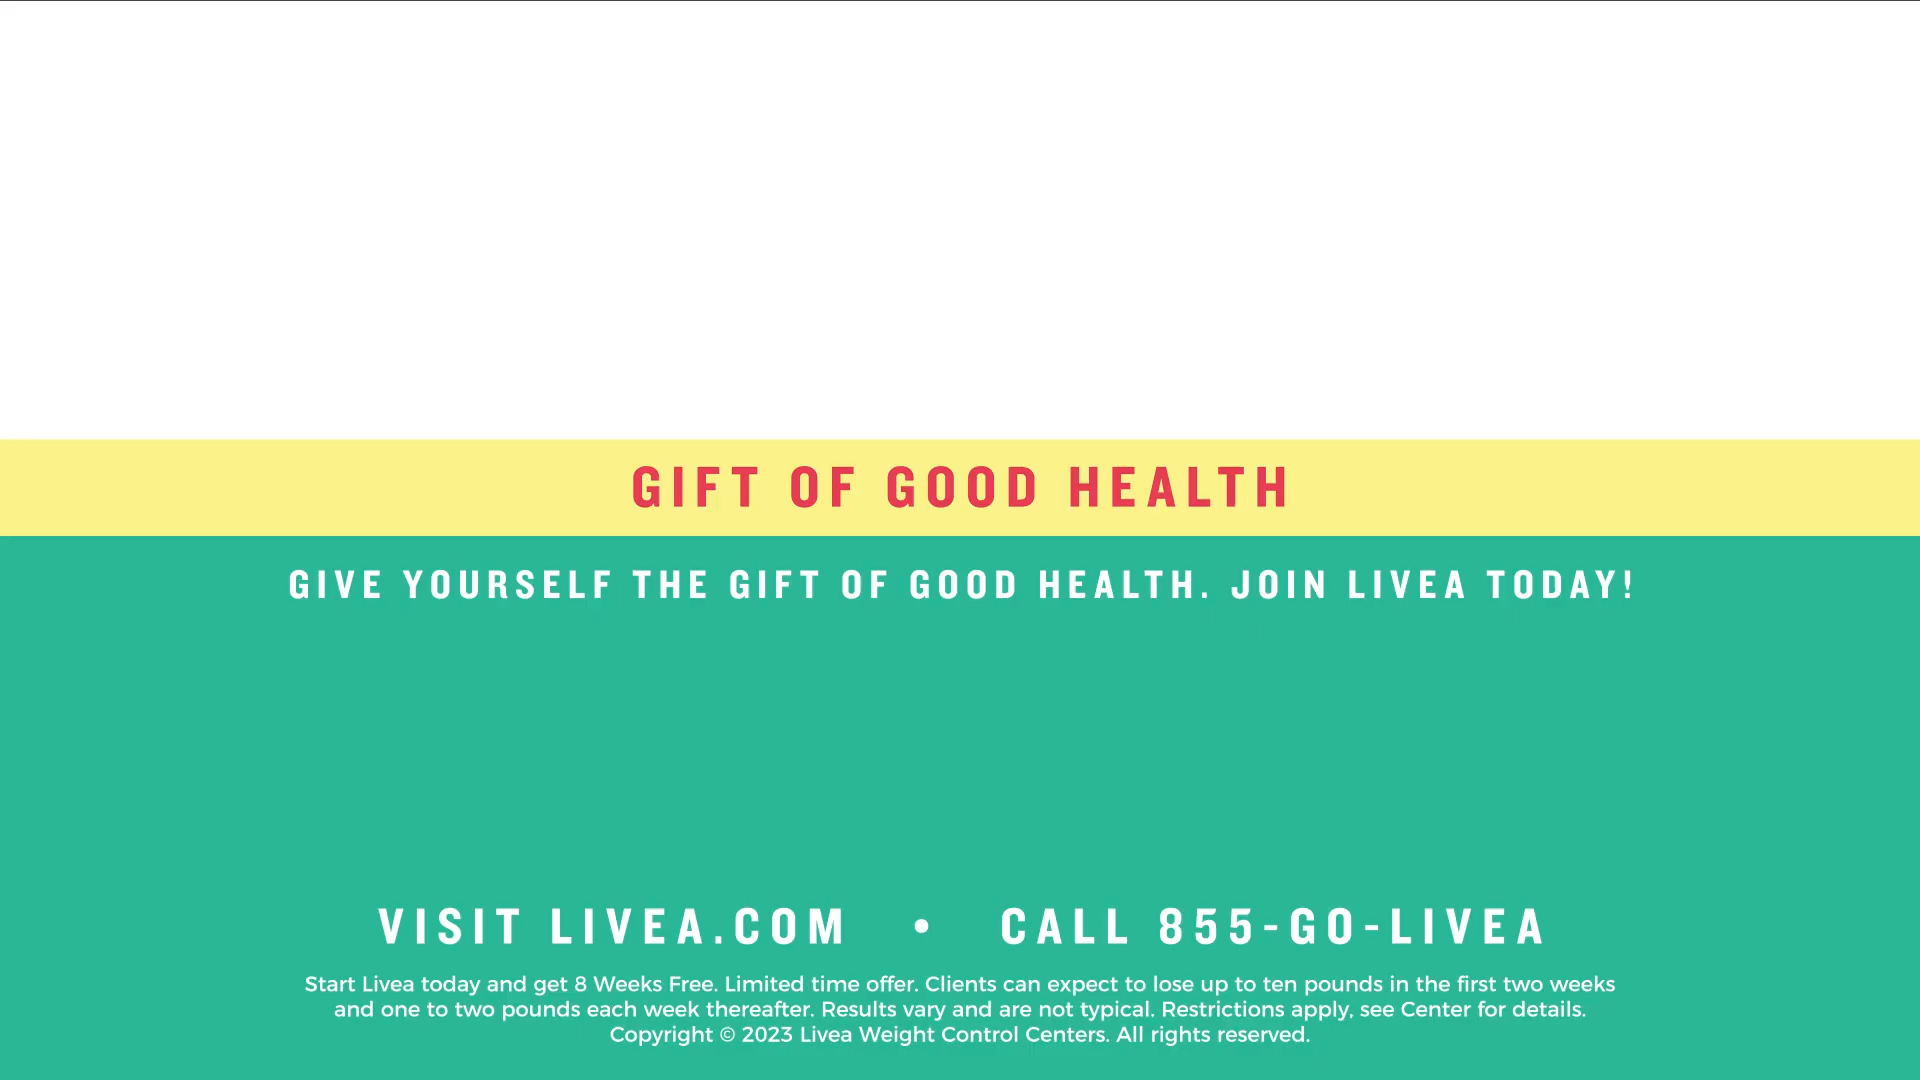 GIFT OF GOOD HEALTH
GIVE YOURSELF THE GIFT OF GOOD HEALTH. JOIN LIVEA TODAY!
VISIT LIVEA.COM • CALL 855-GO-LIVEA
Start Livea today and get 8 Weeks Free. Limited time offer. Clients can expect to lose up to ten pounds in the first two weeks
and one to two pounds each week thereafter. Results vary and are not typical. Restrictions apply, see Center for details.
Copyright © 2023 Livea Weight Control Centers. All rights reserved.